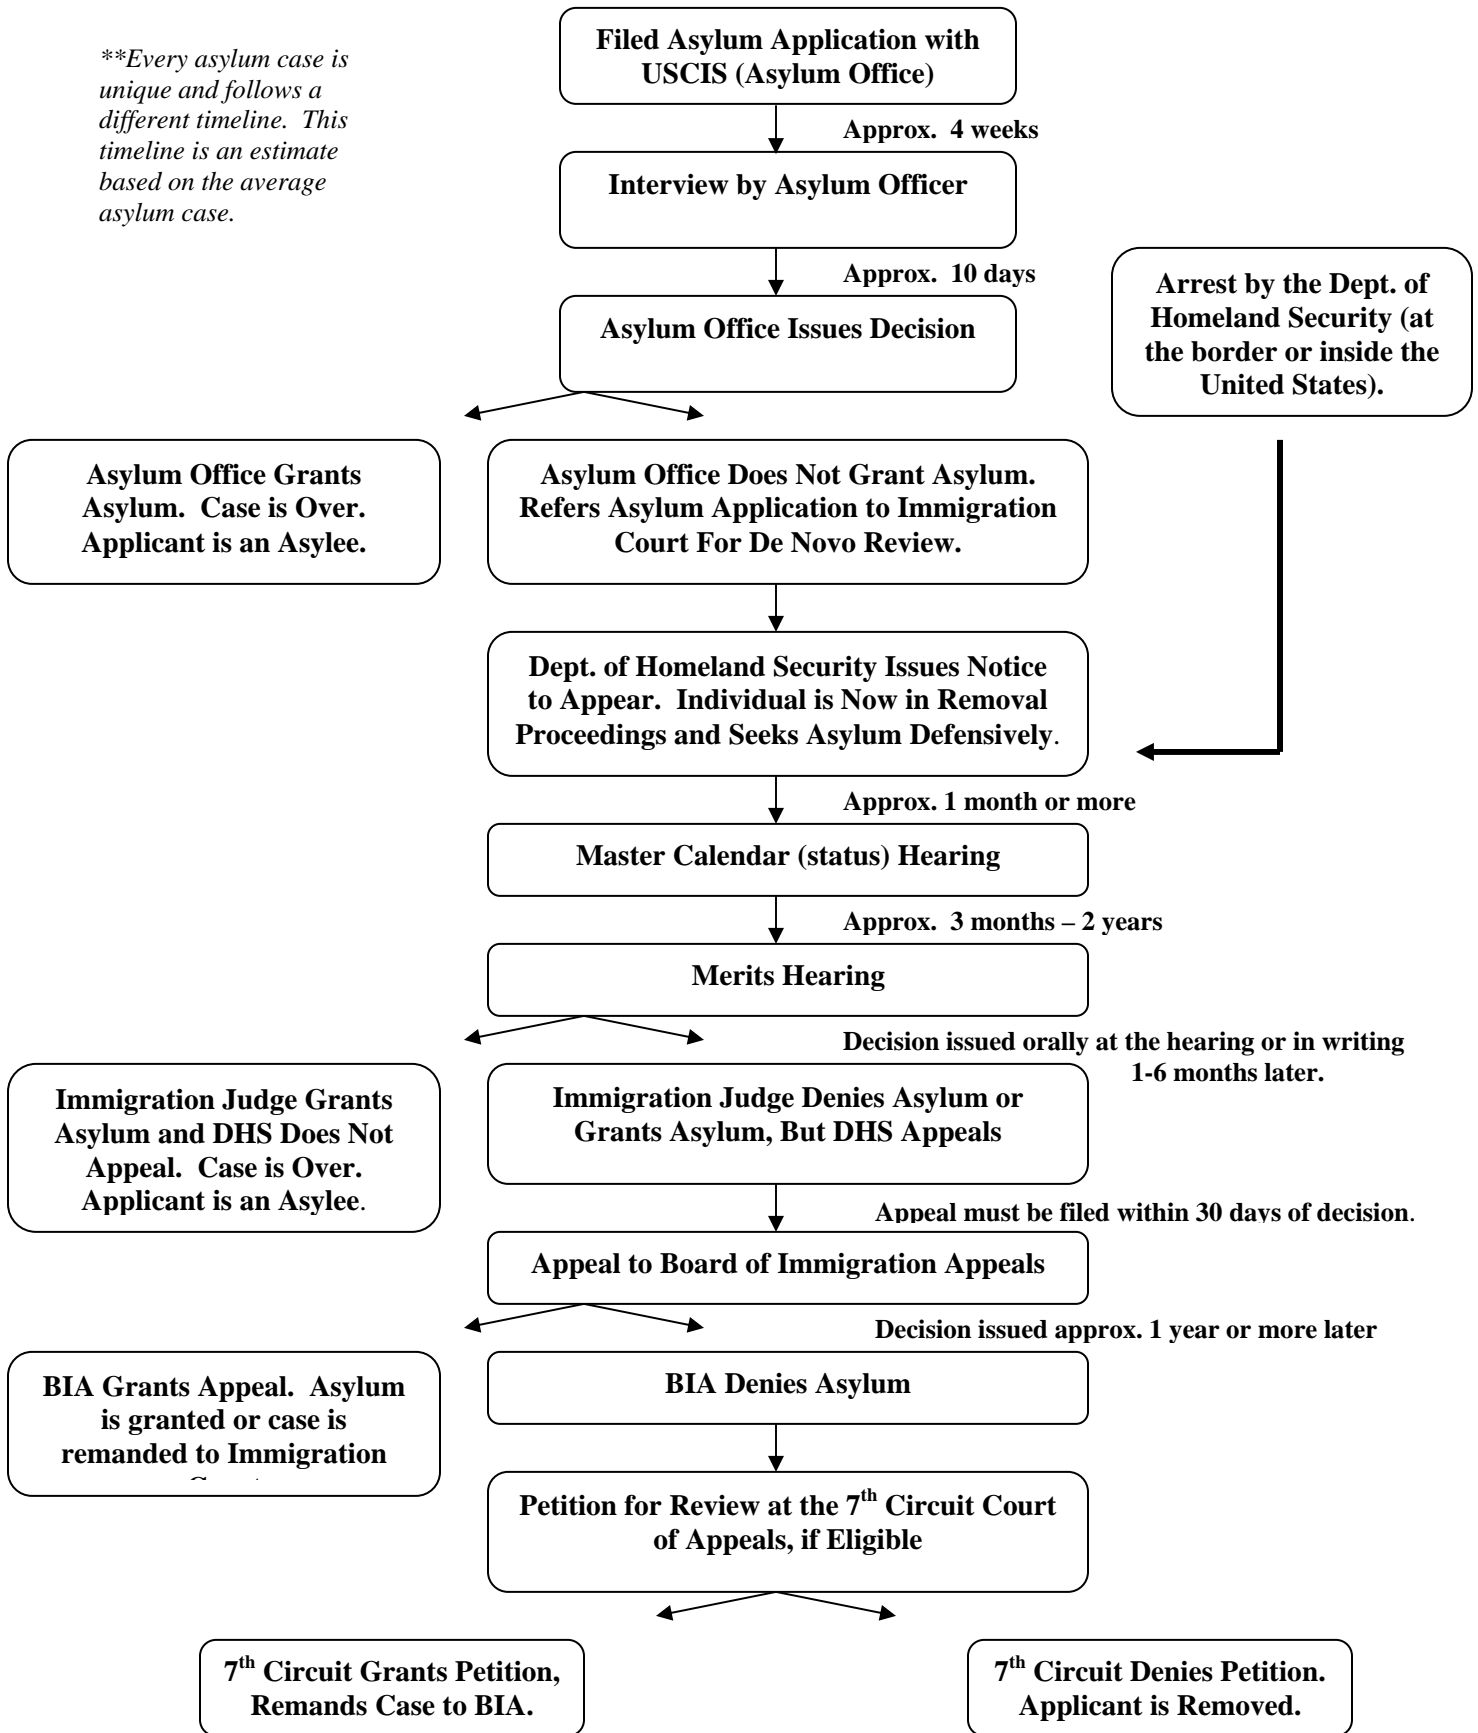 Filed Asylum Application with
USCIS (Asylum Office)
**Every asylum case is
unique and follows a
different timeline.  This
timeline is an estimate
based on the average
asylum case.
Approx.  4 weeks
Interview by Asylum Officer
Approx.  10 days
Arrest by the Dept. of
Homeland Security (at
the border or inside the
United States).
Asylum Office Issues Decision
Asylum Office Grants
Asylum.  Case is Over.
Applicant is an Asylee.
Asylum Office Does Not Grant Asylum.
Refers Asylum Application to Immigration
Court For De Novo Review.
Dept. of Homeland Security Issues Notice
to Appear.  Individual is Now in Removal
Proceedings and Seeks Asylum Defensively.
Approx. 1 month or more
Master Calendar (status) Hearing
Approx.  3 months – 2 years
Merits Hearing
Decision issued orally at the hearing or in writing
1-6 months later.
Immigration Judge Grants
Asylum and DHS Does Not
Appeal.  Case is Over.
Applicant is an Asylee.
Immigration Judge Denies Asylum or
Grants Asylum, But DHS Appeals
Appeal must be filed within 30 days of decision.
Appeal to Board of Immigration Appeals
Decision issued approx. 1 year or more later
BIA Grants Appeal.  Asylum
is granted or case is
remanded to Immigration
BIA Denies Asylum
Petition for Review at the 7th Circuit Court
of Appeals, if Eligible
7th Circuit Grants Petition,
Remands Case to BIA.
7th Circuit Denies Petition.
Applicant is Removed.